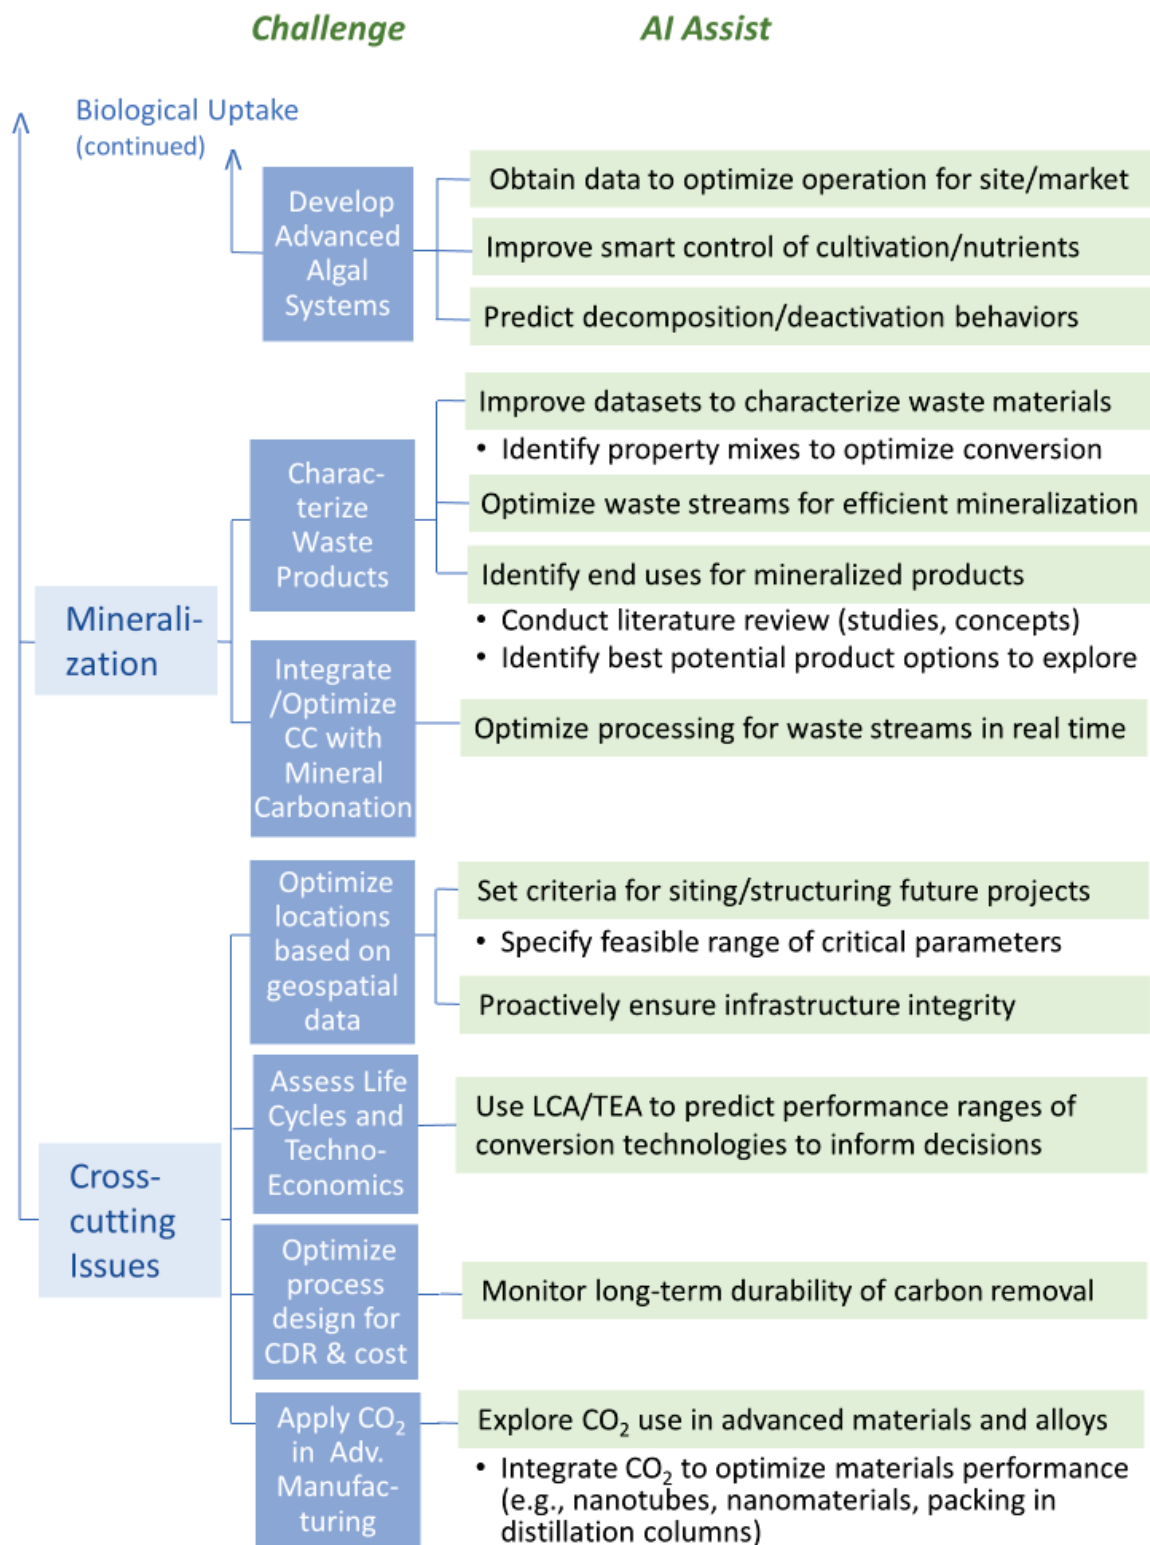 Challenge
AI Assist
Biological Uptake
(continued)
Develop
Advanced
Algal
Systems
Obtain data to optimize operation for site/market
Improve smart control of cultivation/nutrients
Predict decomposition/deactivation behaviors
Minerali-
zation
Charac-
terize
Waste
Products
Improve datasets to characterize waste materials
• Identify property mixes to optimize conversion
Optimize waste streams for efficient mineralization
Identify end uses for mineralized products
• Conduct literature review (studies, concepts)
• Identify best potential product options to explore
Integrate
/Optimize
CC with
Mineral
Carbonation
Optimize processing for waste streams in real time
Cross-
cutting
Issues
Optimize
locations
based on
geospatial
data
Set criteria for siting/structuring future projects
• Specify feasible range of critical parameters
Proactively ensure infrastructure integrity
Assess Life
Cycles and
Techno-
Economics
Use LCA/TEA to predict performance ranges of
conversion technologies to inform decisions
Optimize
process
design for
CDR & cost
Monitor long-term durability of carbon removal
Apply CO₂
in Adv.
Manufac-
turing
Explore CO₂ use in advanced materials and alloys
• Integrate CO₂ to optimize materials performance
(e.g., nanotubes, nanomaterials, packing in
distillation columns)